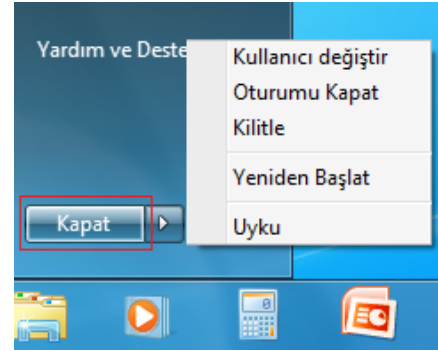 Yardım ve Deste
Kullanıcı değiştir
Oturumu Kapat
Kilitle
Yeniden Başlat
Uyku
Kapat